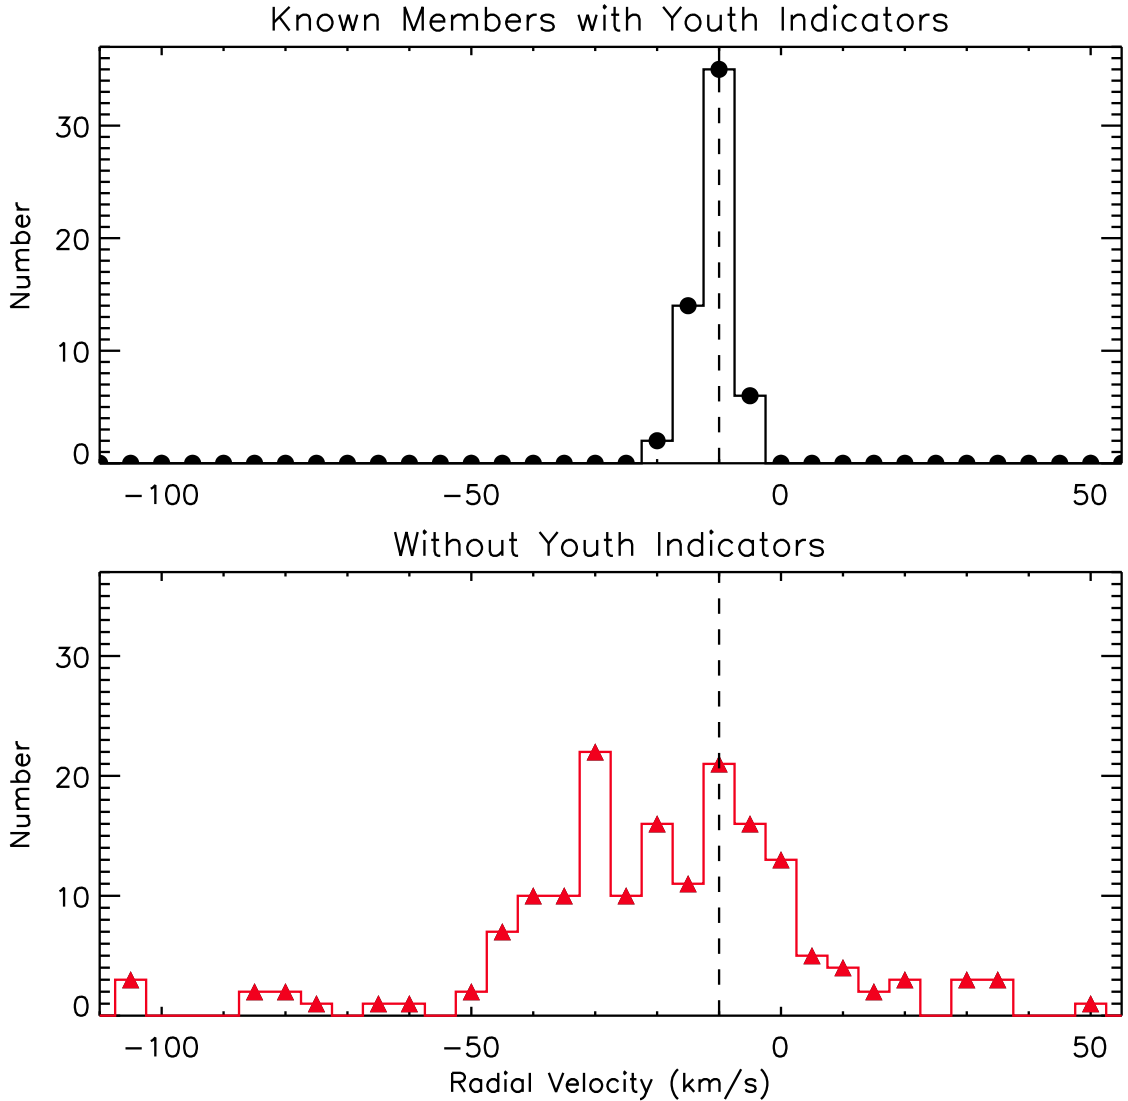 Known Members with Youth Indicators
30
20
10
0
Number
-100 -50 0 50
Without Youth Indicators
30
20
10
0
Number
-100 -50 0 50
Radial Velocity (km/s)